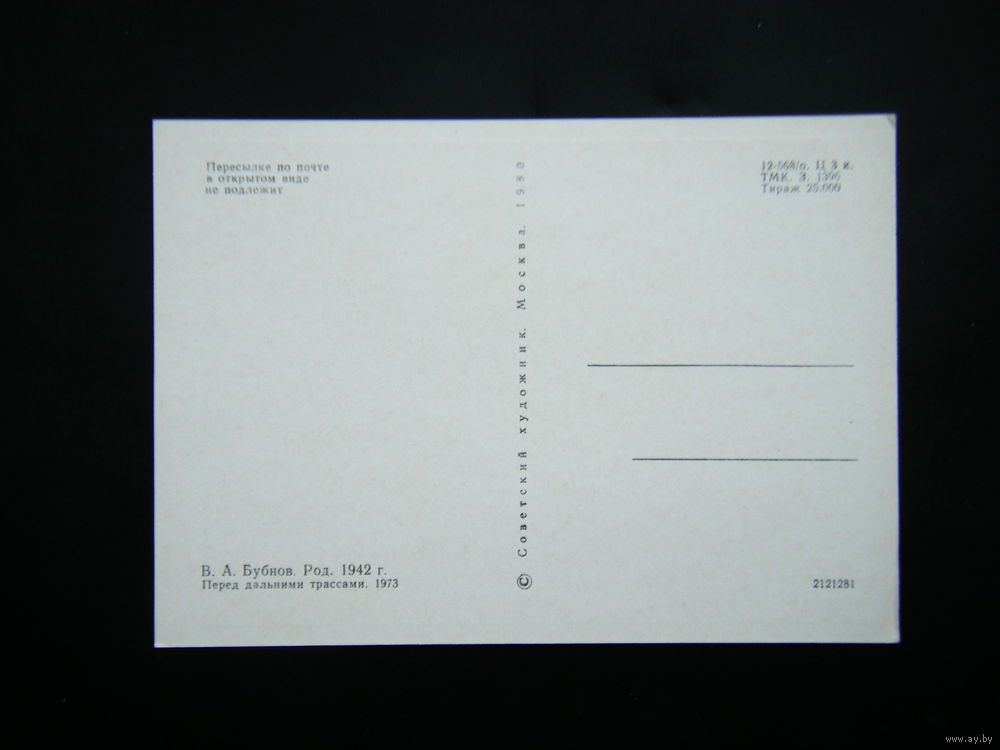 Пересылке по почте
в открытом виде
не подлежит
12-568/о. Ц 3 к.
ТМК. З. 1396
Тираж 25.000
© Советский художник. Москва. 1980
В. А. Бубнов. Род. 1942 г.
Перед дальними трассами. 1973
2121281
www.ay.by